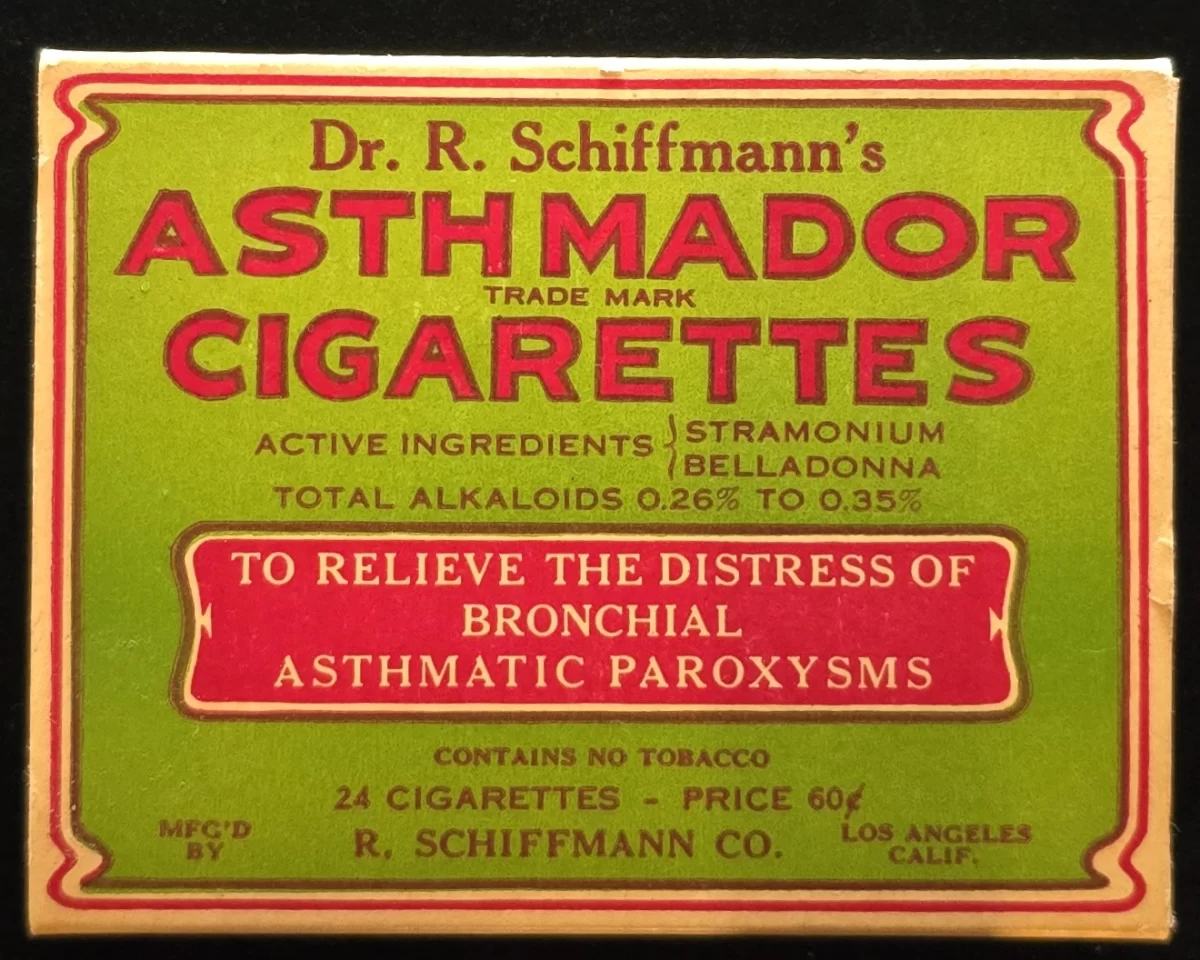 Dr. R. Schiffmann's
ASTHMADOR
TRADE MARK
CIGARETTES
ACTIVE INGREDIENTS { STRAMONIUM
BELLADONNA
TOTAL ALKALOIDS 0.26% TO 0.35%
TO RELIEVE THE DISTRESS OF
BRONCHIAL
ASTHMATIC PAROXYSMS
CONTAINS NO TOBACCO
24 CIGARETTES - PRICE 60¢
MFG'D
BY
R. SCHIFFMANN CO.
LOS ANGELES
CALIF.